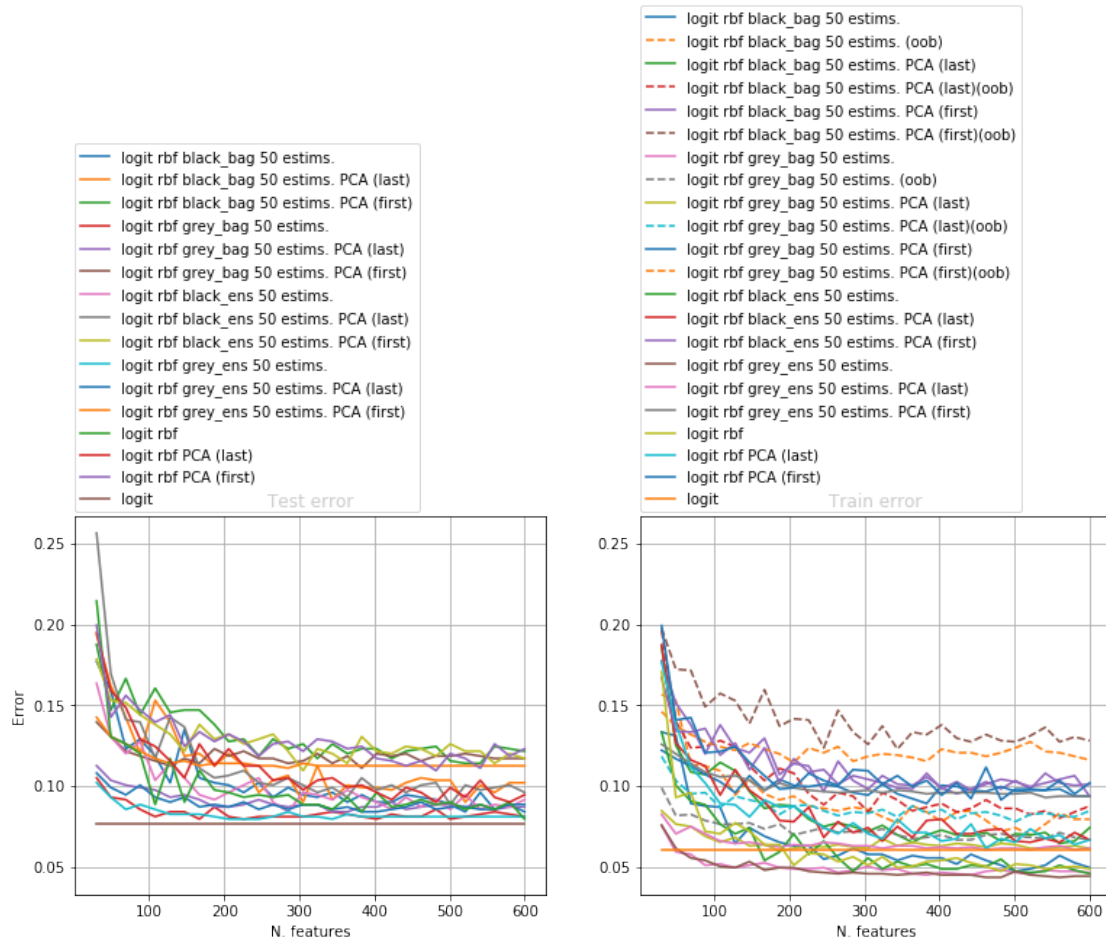 logit rbf black_bag 50 estims.
logit rbf black_bag 50 estims. PCA (last)
logit rbf black_bag 50 estims. PCA (first)
logit rbf grey_bag 50 estims.
logit rbf grey_bag 50 estims. PCA (last)
logit rbf grey_bag 50 estims. PCA (first)
logit rbf black_ens 50 estims.
logit rbf black_ens 50 estims. PCA (last)
logit rbf black_ens 50 estims. PCA (first)
logit rbf grey_ens 50 estims.
logit rbf grey_ens 50 estims. PCA (last)
logit rbf grey_ens 50 estims. PCA (first)
logit rbf
logit rbf PCA (last)
logit rbf PCA (first)
logit
Test error
0.25
0.20
0.15
0.10
0.05
Error
100
200
300
400
500
600
N. features
logit rbf black_bag 50 estims.
logit rbf black_bag 50 estims. (oob)
logit rbf black_bag 50 estims. PCA (last)
logit rbf black_bag 50 estims. PCA (last)(oob)
logit rbf black_bag 50 estims. PCA (first)
logit rbf black_bag 50 estims. PCA (first)(oob)
logit rbf grey_bag 50 estims.
logit rbf grey_bag 50 estims. (oob)
logit rbf grey_bag 50 estims. PCA (last)
logit rbf grey_bag 50 estims. PCA (last)(oob)
logit rbf grey_bag 50 estims. PCA (first)
logit rbf grey_bag 50 estims. PCA (first)(oob)
logit rbf black_ens 50 estims.
logit rbf black_ens 50 estims. PCA (last)
logit rbf black_ens 50 estims. PCA (first)
logit rbf grey_ens 50 estims.
logit rbf grey_ens 50 estims. PCA (last)
logit rbf grey_ens 50 estims. PCA (first)
logit rbf
logit rbf PCA (last)
logit rbf PCA (first)
logit
Train error
0.25
0.20
0.15
0.10
0.05
100
200
300
400
500
600
N. features